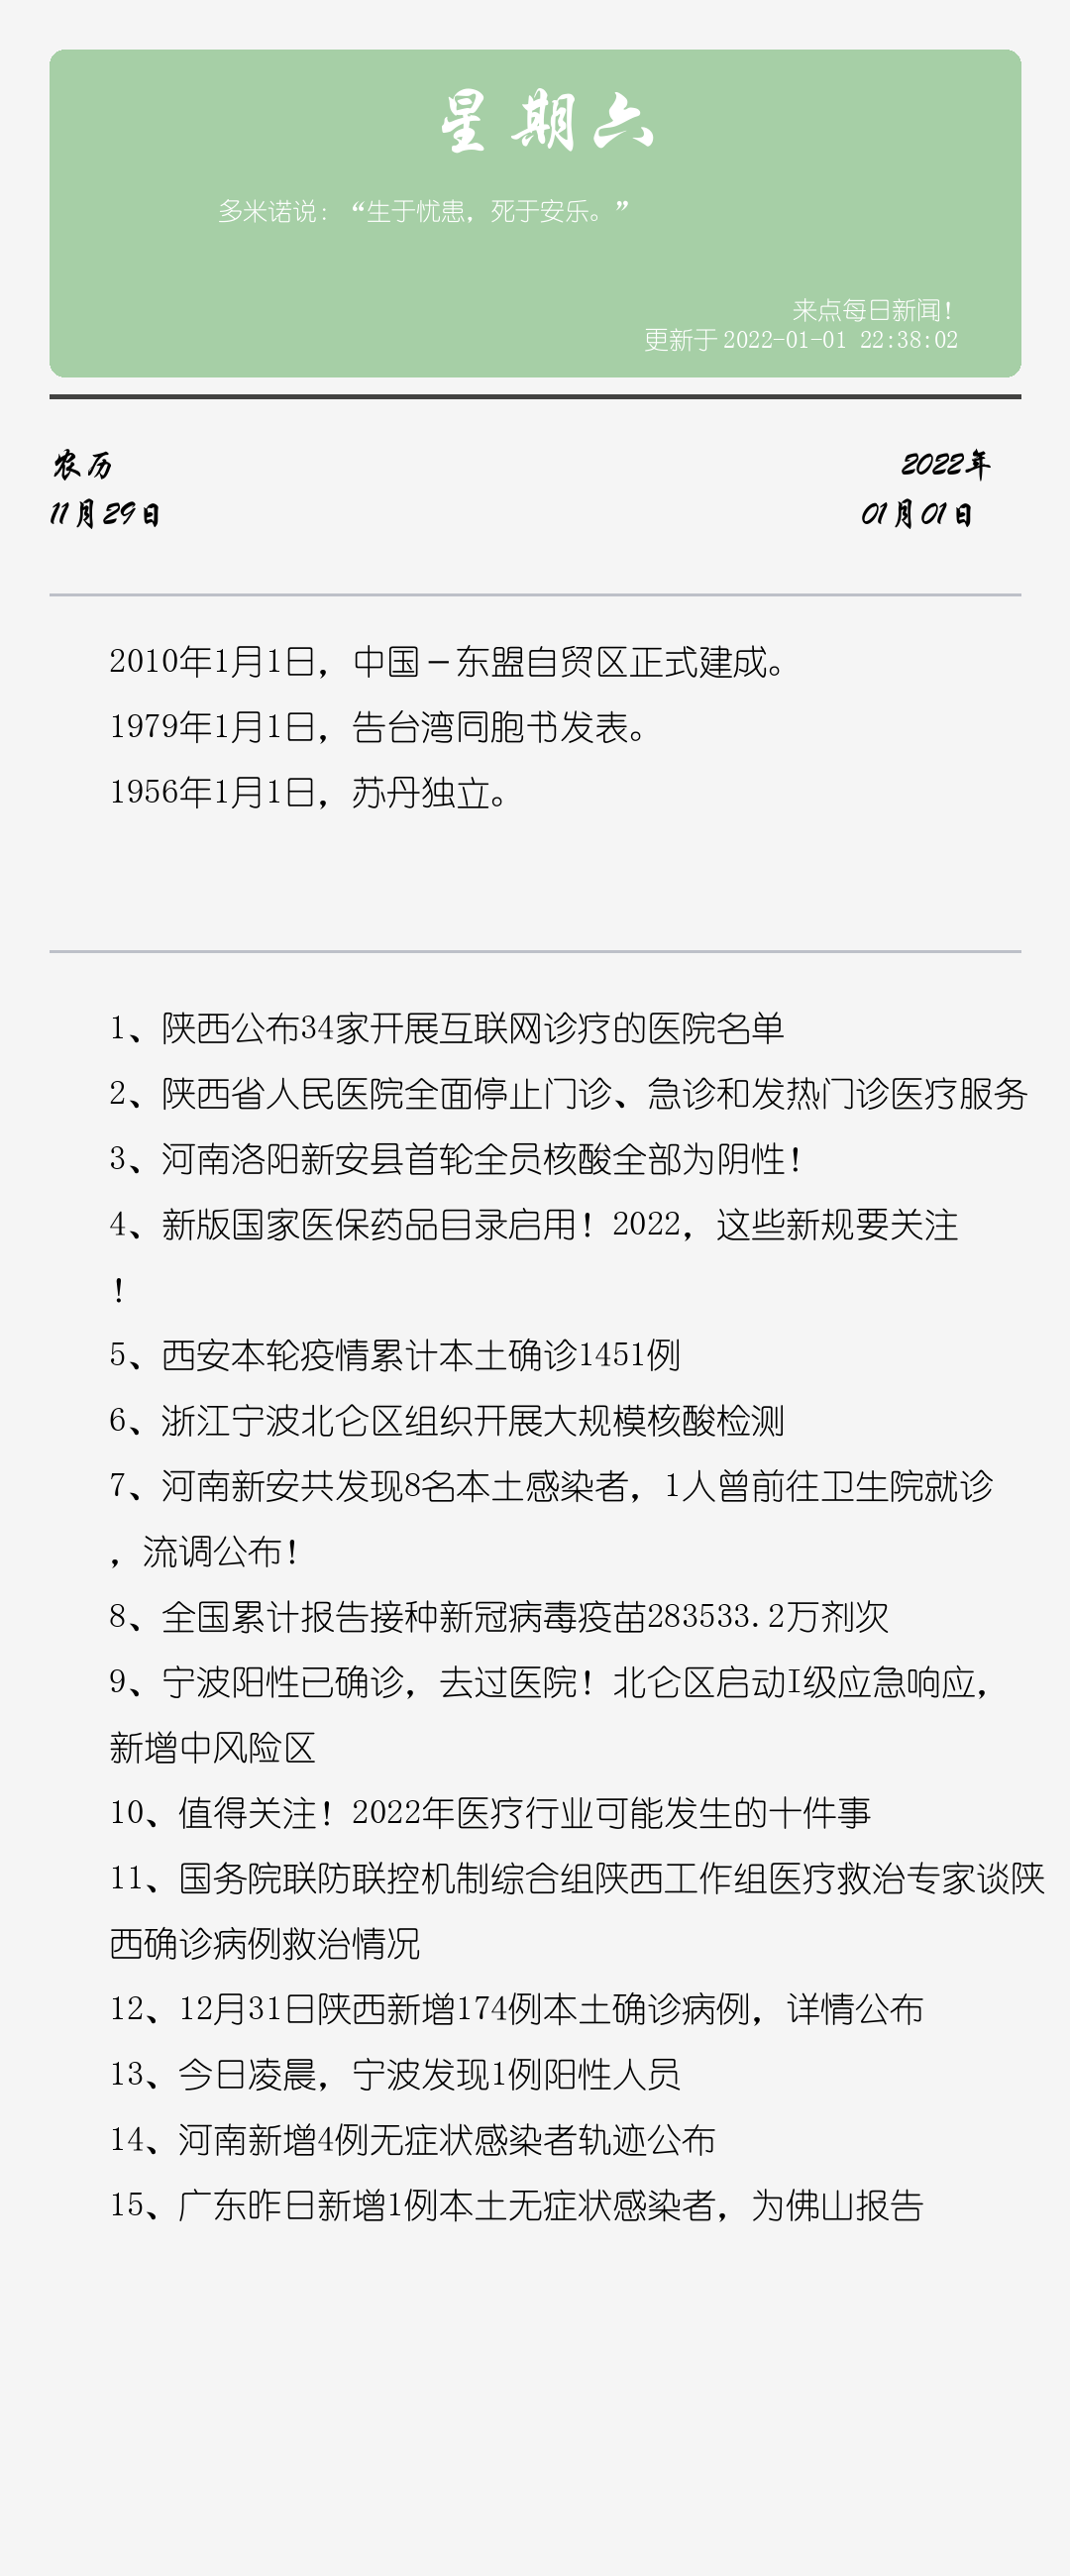 星期六
多米诺说：“生于忧患，死于安乐。”
来点每日新闻！
更新于 2022-01-01 22:38:02
农历
2022年
11月29日
01月01日
2010年1月1日，中国－东盟自贸区正式建成。
1979年1月1日，告台湾同胞书发表。
1956年1月1日，苏丹独立。
1、陕西公布34家开展互联网诊疗的医院名单
2、陕西省人民医院全面停止门诊、急诊和发热门诊医疗服务
3、河南洛阳新安县首轮全员核酸全部为阴性！
4、新版国家医保药品目录启用！2022，这些新规要关注
！
5、西安本轮疫情累计本土确诊1451例
6、浙江宁波北仑区组织开展大规模核酸检测
7、河南新安共发现8名本土感染者，1人曾前往卫生院就诊
，流调公布！
8、全国累计报告接种新冠病毒疫苗283533.2万剂次
9、宁波阳性已确诊，去过医院！北仑区启动I级应急响应，
新增中风险区
10、值得关注！2022年医疗行业可能发生的十件事
11、国务院联防联控机制综合组陕西工作组医疗救治专家谈陕
西确诊病例救治情况
12、12月31日陕西新增174例本土确诊病例，详情公布
13、今日凌晨，宁波发现1例阳性人员
14、河南新增4例无症状感染者轨迹公布
15、广东昨日新增1例本土无症状感染者，为佛山报告